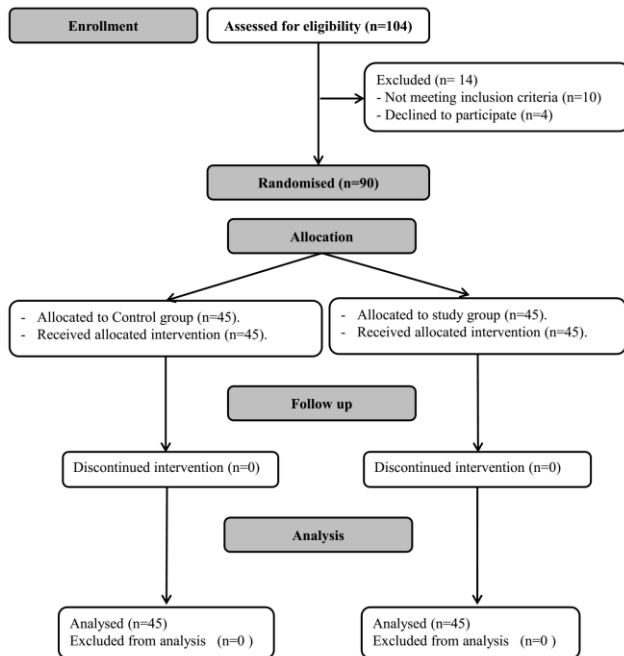 Enrollment
Assessed for eligibility (n=104)
Excluded (n= 14)
- Not meeting inclusion criteria (n=10)
- Declined to participate (n=4)
Randomised (n=90)
Allocation
- Allocated to Control group (n=45).
- Received allocated intervention (n=45).
- Allocated to study group (n=45).
- Received allocated intervention (n=45).
Follow up
Discontinued intervention (n=0)
Discontinued intervention (n=0)
Analysis
Analysed (n=45)
Excluded from analysis (n=0 )
Analysed (n=45)
Excluded from analysis (n=0 )